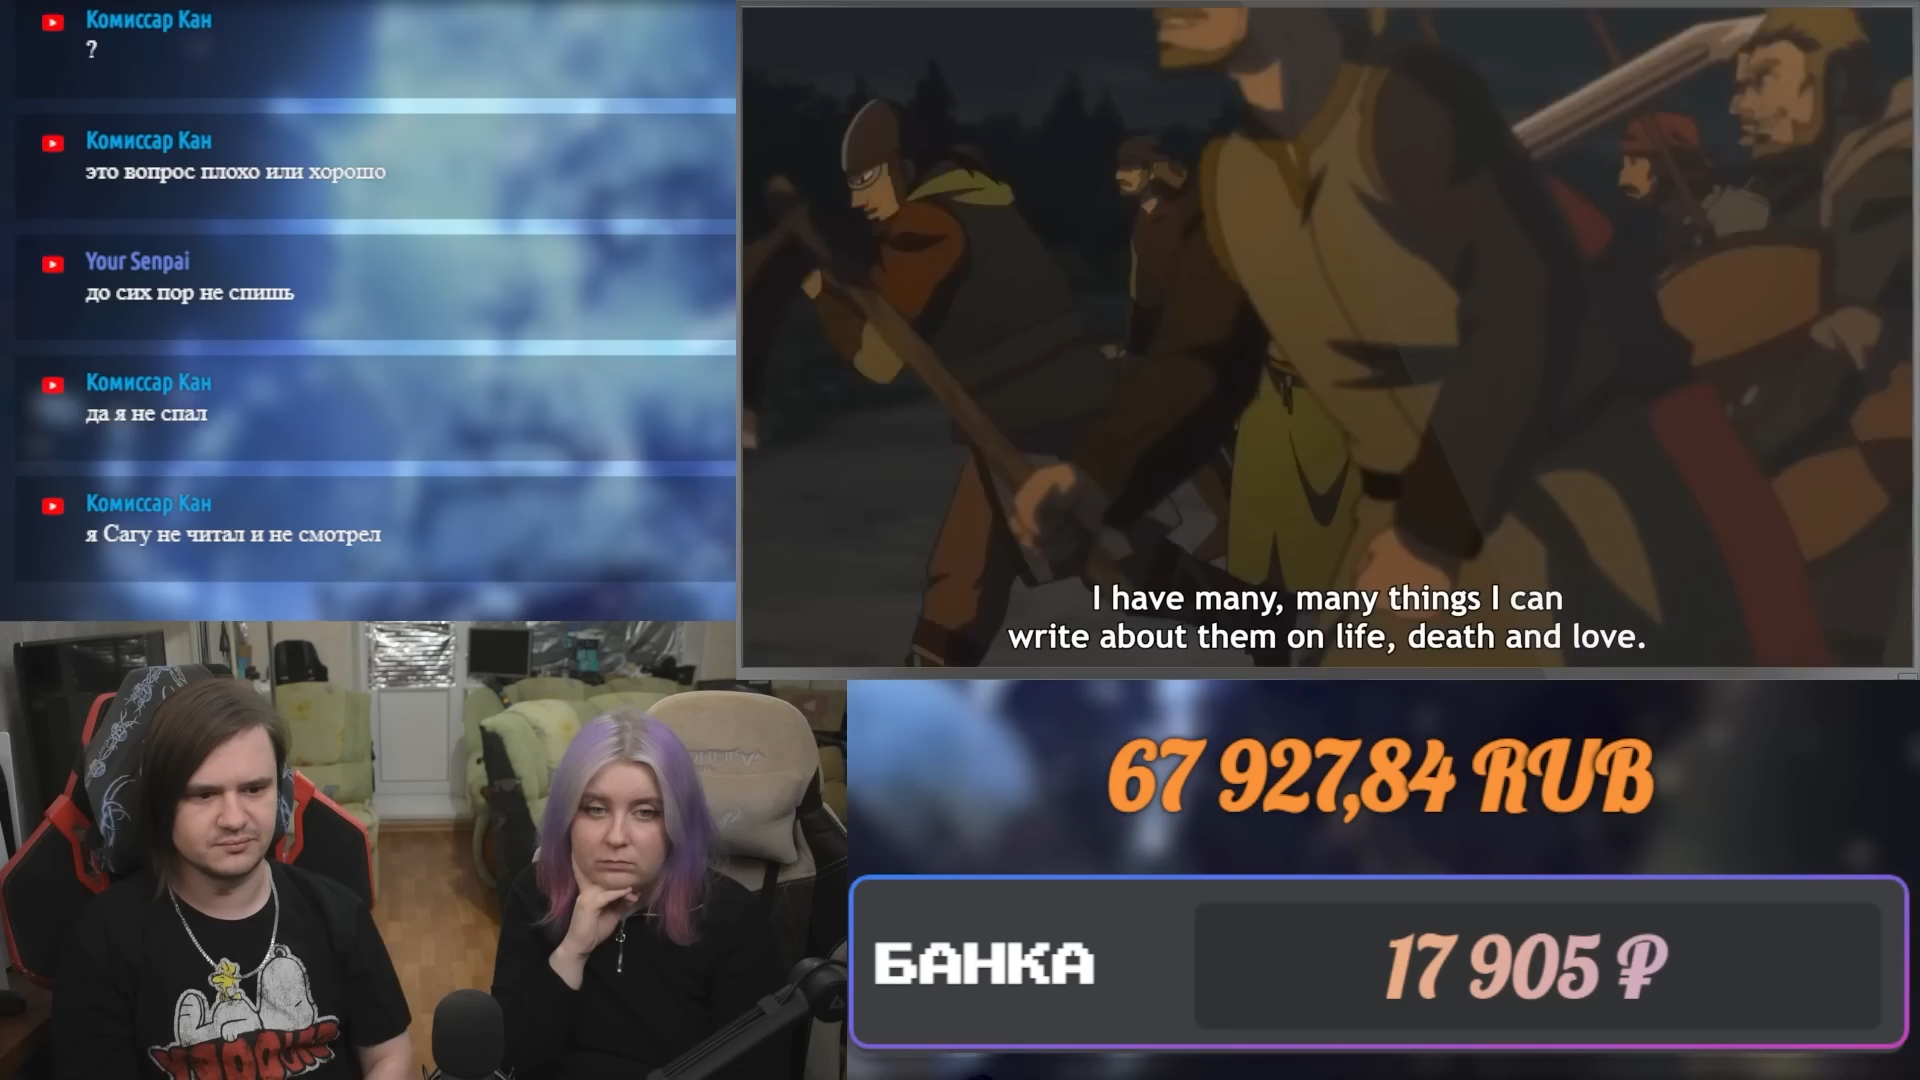 Комиссар Кан
?
Комиссар Кан
это вопрос плохо или хорошо
Your Senpai
до сих пор не спишь
Комиссар Кан
да я не спал
Комиссар Кан
я Сагу не читал и не смотрел
I have many, many things I can
write about them on life, death and love.
67 927,84 RUB
БАНКА
17 905 ₽